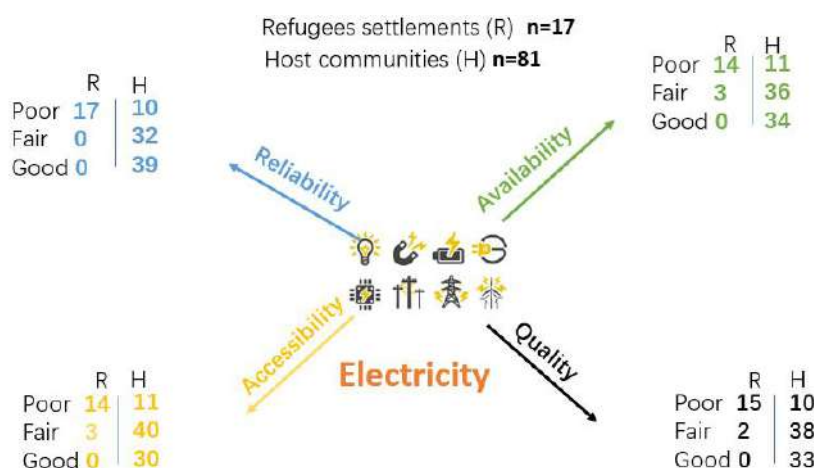 Refugees settlements (R) n=17
Host communities (H) n=81
R H
Poor 17 10
Fair 0 32
Good 0 39
R H
Poor 14 11
Fair 3 36
Good 0 34
Reliability
Availability
Accessibility
Quality
Electricity
R H
Poor 14 11
Fair 3 40
Good 0 30
R H
Poor 15 10
Fair 2 38
Good 0 33